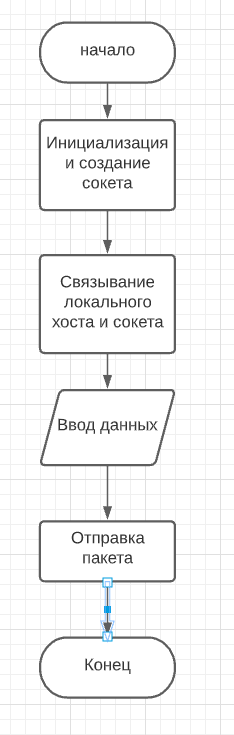 начало
Инициализация
и создание
сокета
Связывание
локального
хоста и сокета
Ввод данных
Отправка
пакета
Конец